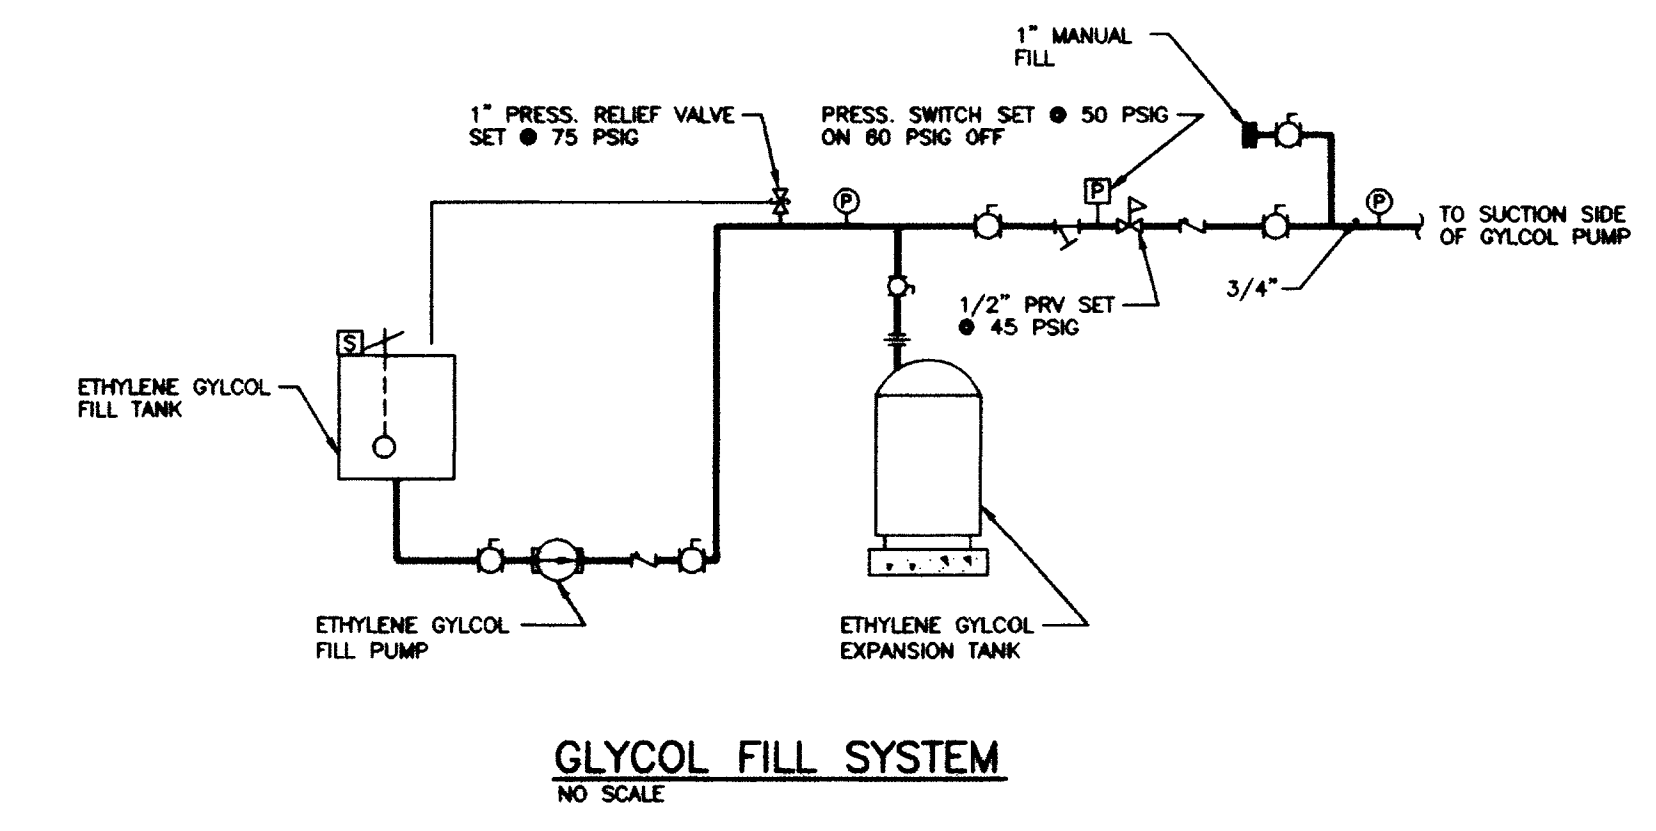 1" MANUAL
FILL
1" PRESS. RELIEF VALVE
SET @ 75 PSIG
PRESS. SWITCH SET @ 50 PSIG
ON 60 PSIG OFF
P
P
P
TO SUCTION SIDE
OF GYLCOL PUMP
3/4"
1/2" PRV SET
@ 45 PSIG
S
ETHYLENE GYLCOL
FILL TANK
ETHYLENE GYLCOL
FILL PUMP
ETHYLENE GYLCOL
EXPANSION TANK
GLYCOL FILL SYSTEM
NO SCALE